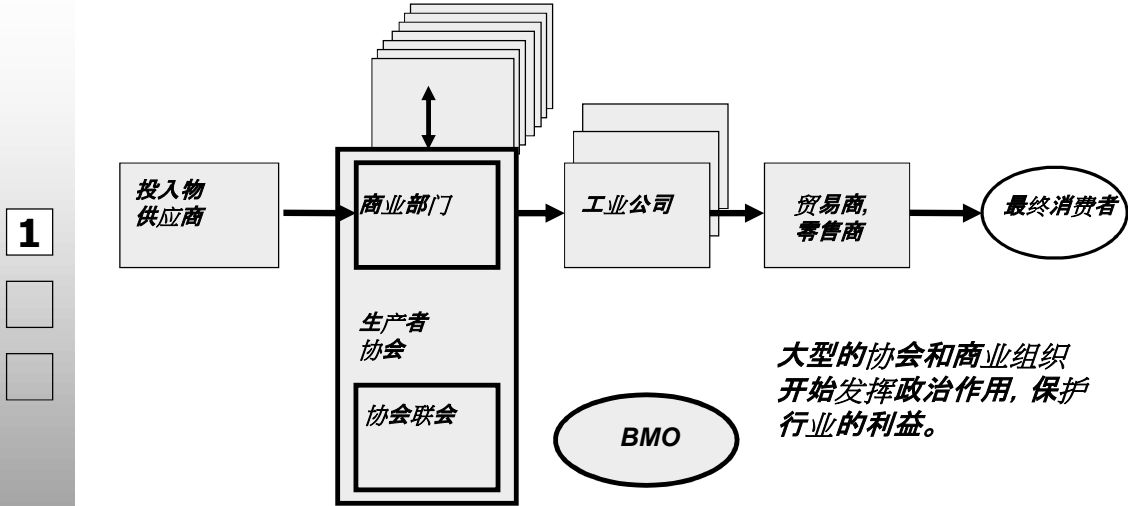 1
投入物
供应商
商业部门
工业公司
贸易商,
零售商
最终消费者
生产者
协会
协会联会
BMO
大型的协会和商业组织
开始发挥政治作用, 保护
行业的利益。